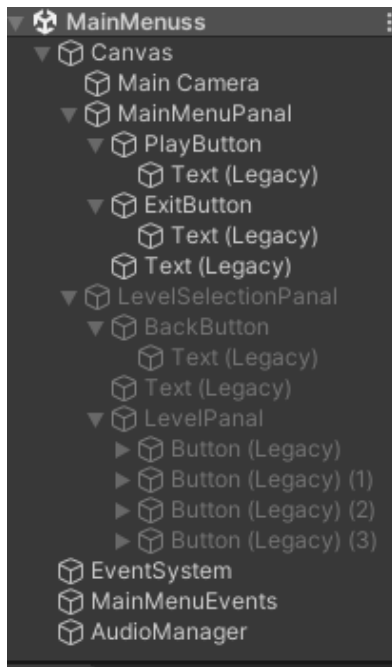 MainMenuss
Canvas
Main Camera
MainMenuPanal
PlayButton
Text (Legacy)
ExitButton
Text (Legacy)
Text (Legacy)
LevelSelectionPanal
BackButton
Text (Legacy)
Text (Legacy)
LevelPanal
Button (Legacy)
Button (Legacy) (1)
Button (Legacy) (2)
Button (Legacy) (3)
EventSystem
MainMenuEvents
AudioManager